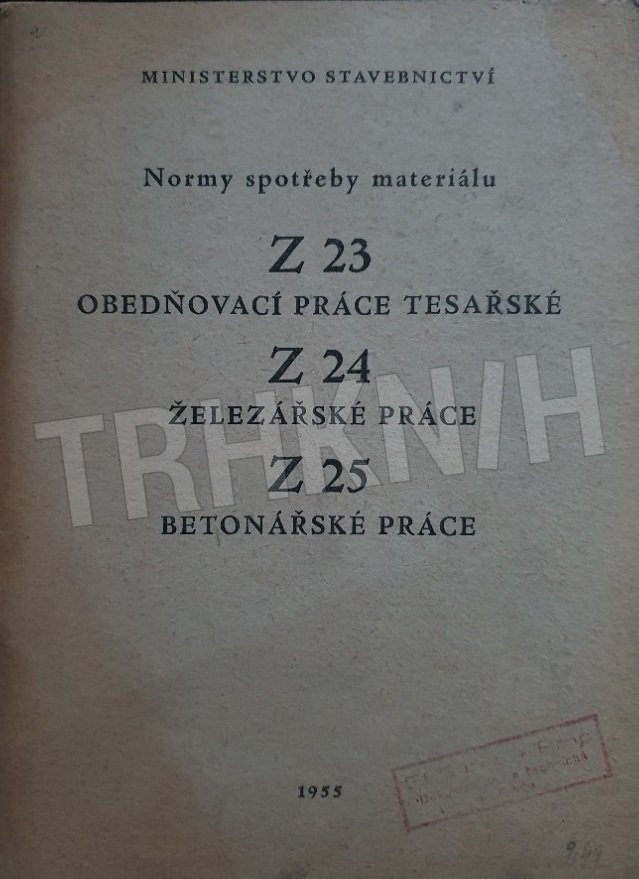 MINISTERSTVO STAVEBNICTVÍ
Normy spotřeby materiálu
Z 23
OBEDŇOVACÍ PRÁCE TESAŘSKÉ
Z 24
ŽELEZÁŘSKÉ PRÁCE
Z 25
BETONÁŘSKÉ PRÁCE
TRHKNIH
1955